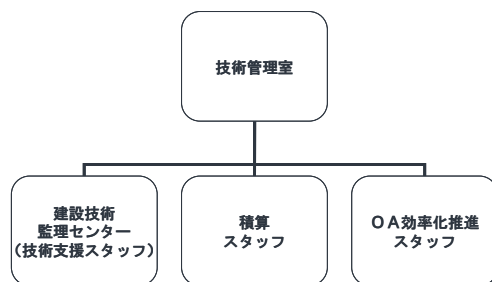 技術管理室
建設技術
監理センター
（技術支援スタッフ）
積算
スタッフ
ＯＡ効率化推進
スタッフ